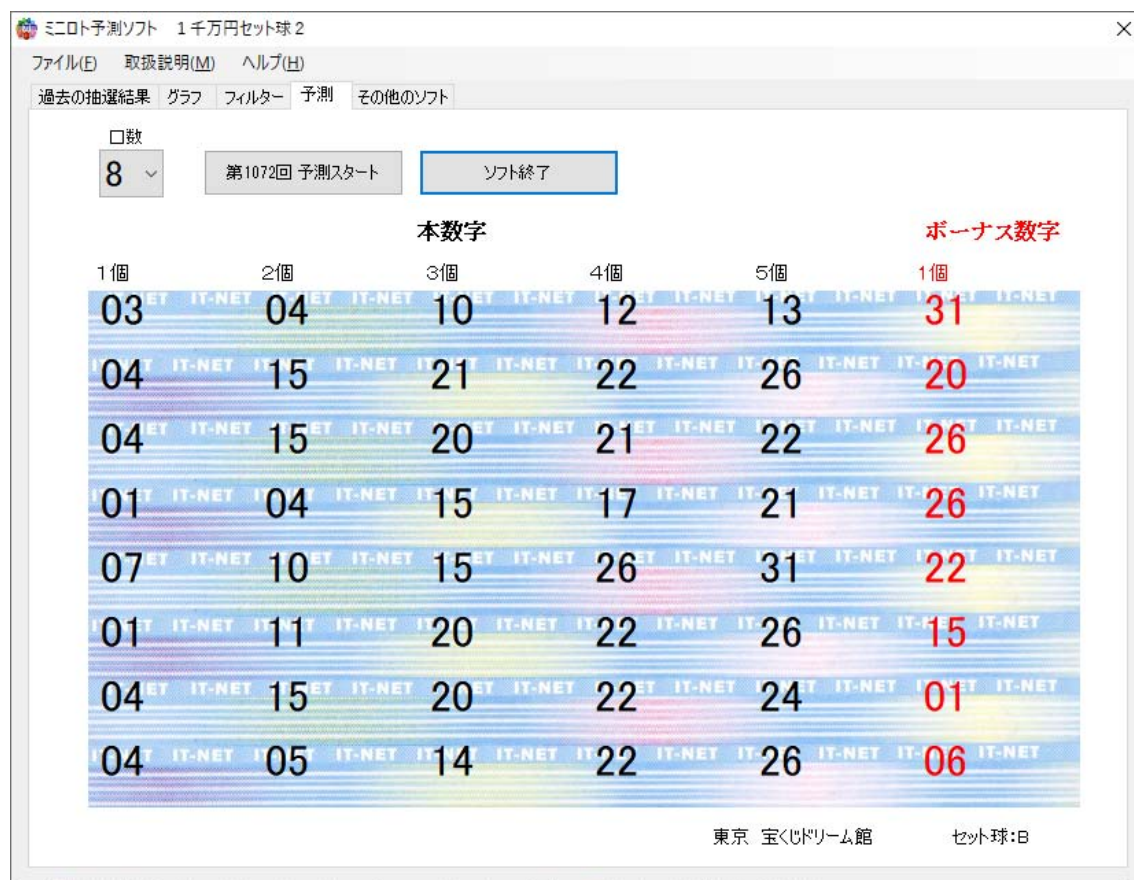 ミニロト予測ソフト　１千万円セット球２
ファイル(F)　取扱説明(M)　ヘルプ(H)
過去の抽選結果　グラフ　フィルター　予測　その他のソフト
口数
8　第1072回 予測スタート　ソフト終了
本数字　ボーナス数字
1個　2個　3個　4個　5個　1個
03　04　10　12　13　31
04　15　21　22　26　20
04　15　20　21　22　26
01　04　15　17　21　26
07　10　15　26　31　22
01　11　20　22　26　15
04　15　20　22　24　01
04　05　14　22　26　06
東京　宝くじドリーム館　セット球:B